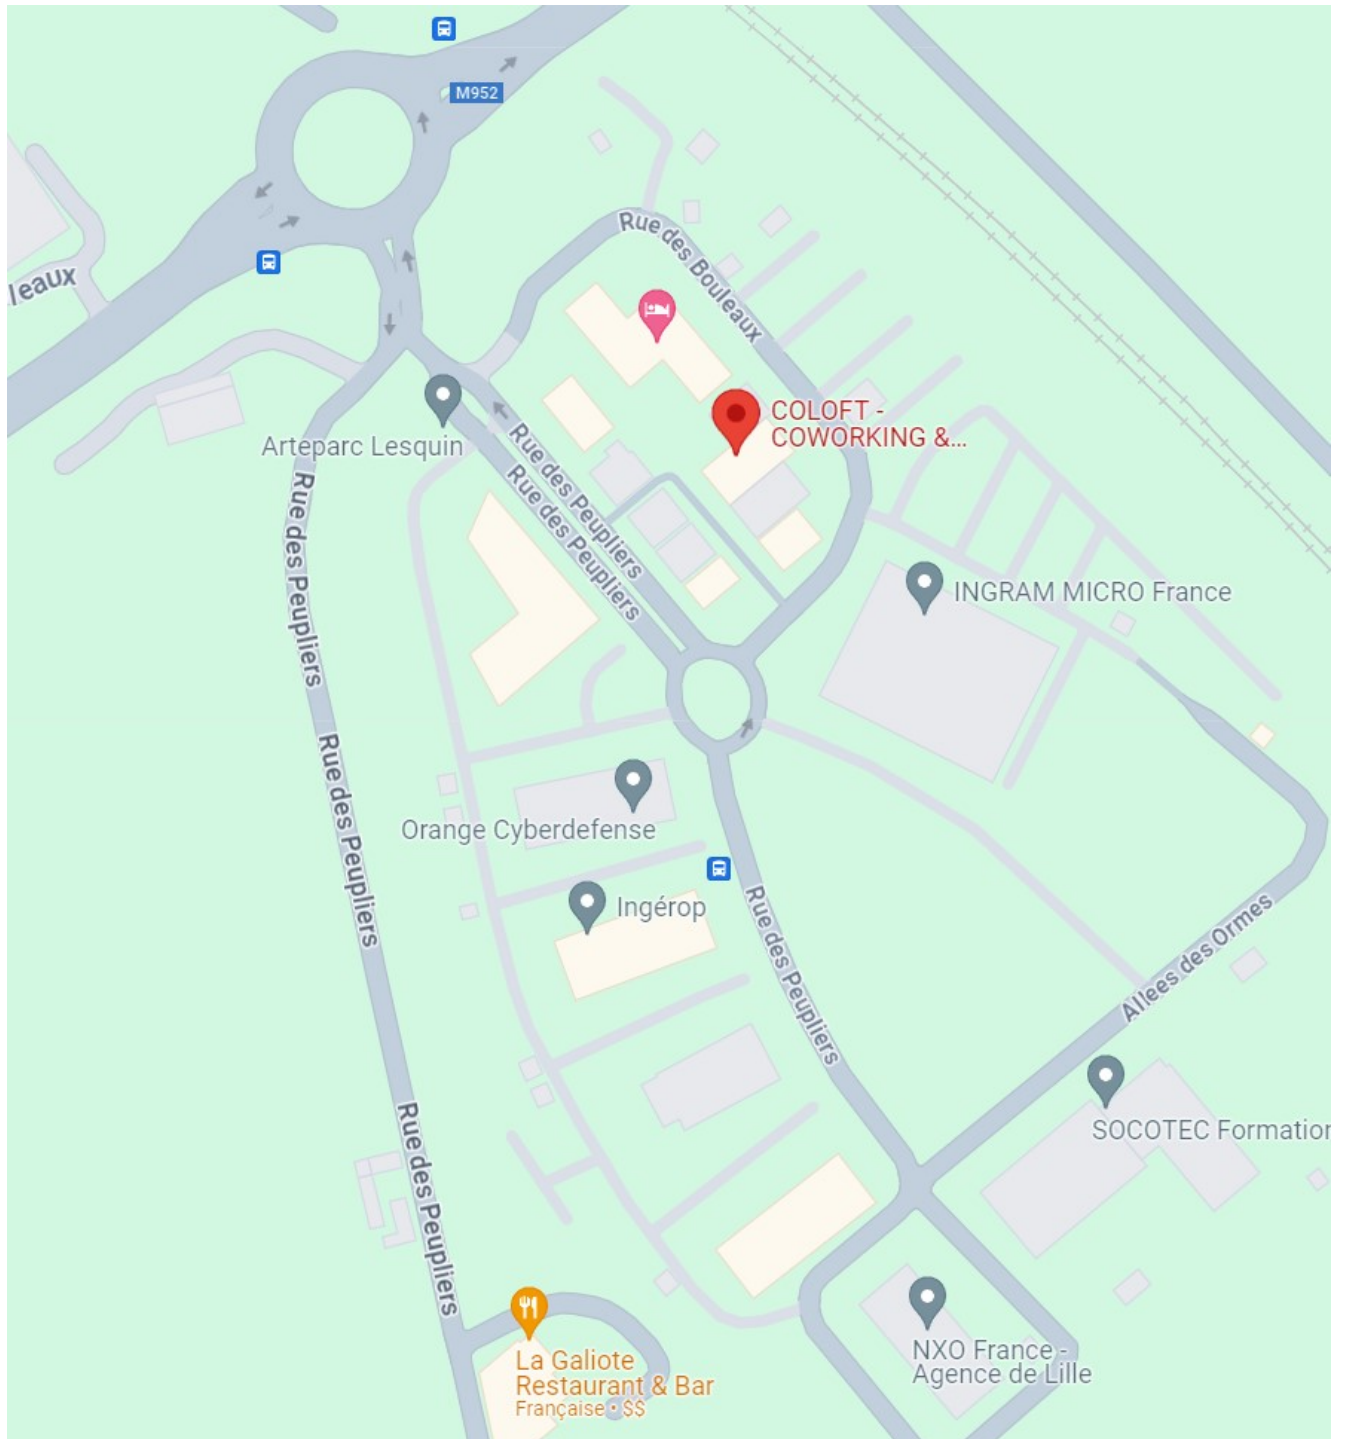 M952
Rue des Bouleaux
leaux
COLOFT -
COWORKING &...
Arteparc Lesquin
Rue des Peupliers
Rue des Peupliers
Rue des Peupliers
INGRAM MICRO France
Rue des Peupliers
Orange Cyberdefense
Ingérop
Rue des Peupliers
Allees des Ormes
SOCOTEC Formation
Rue des Peupliers
La Galiote
Restaurant & Bar
Française • $$
NXO France -
Agence de Lille